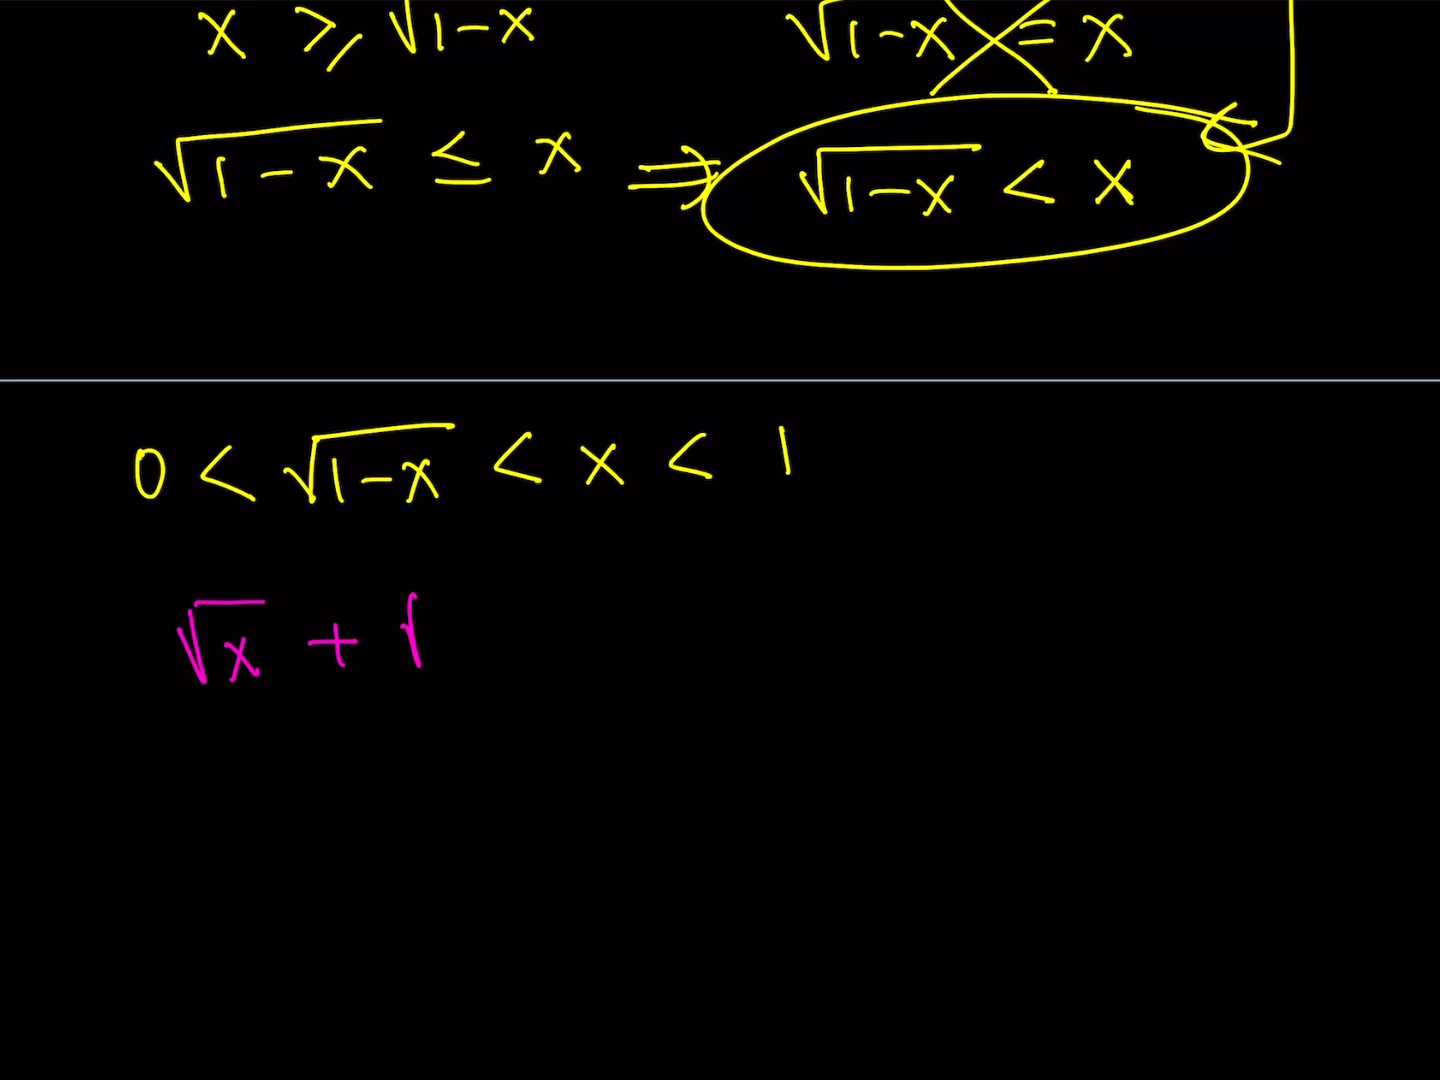 x ⩾ √1-x √1-x = x
√1-x ≤ x ⇒ √1-x < x
0 < √1-x < x < 1
√x + √